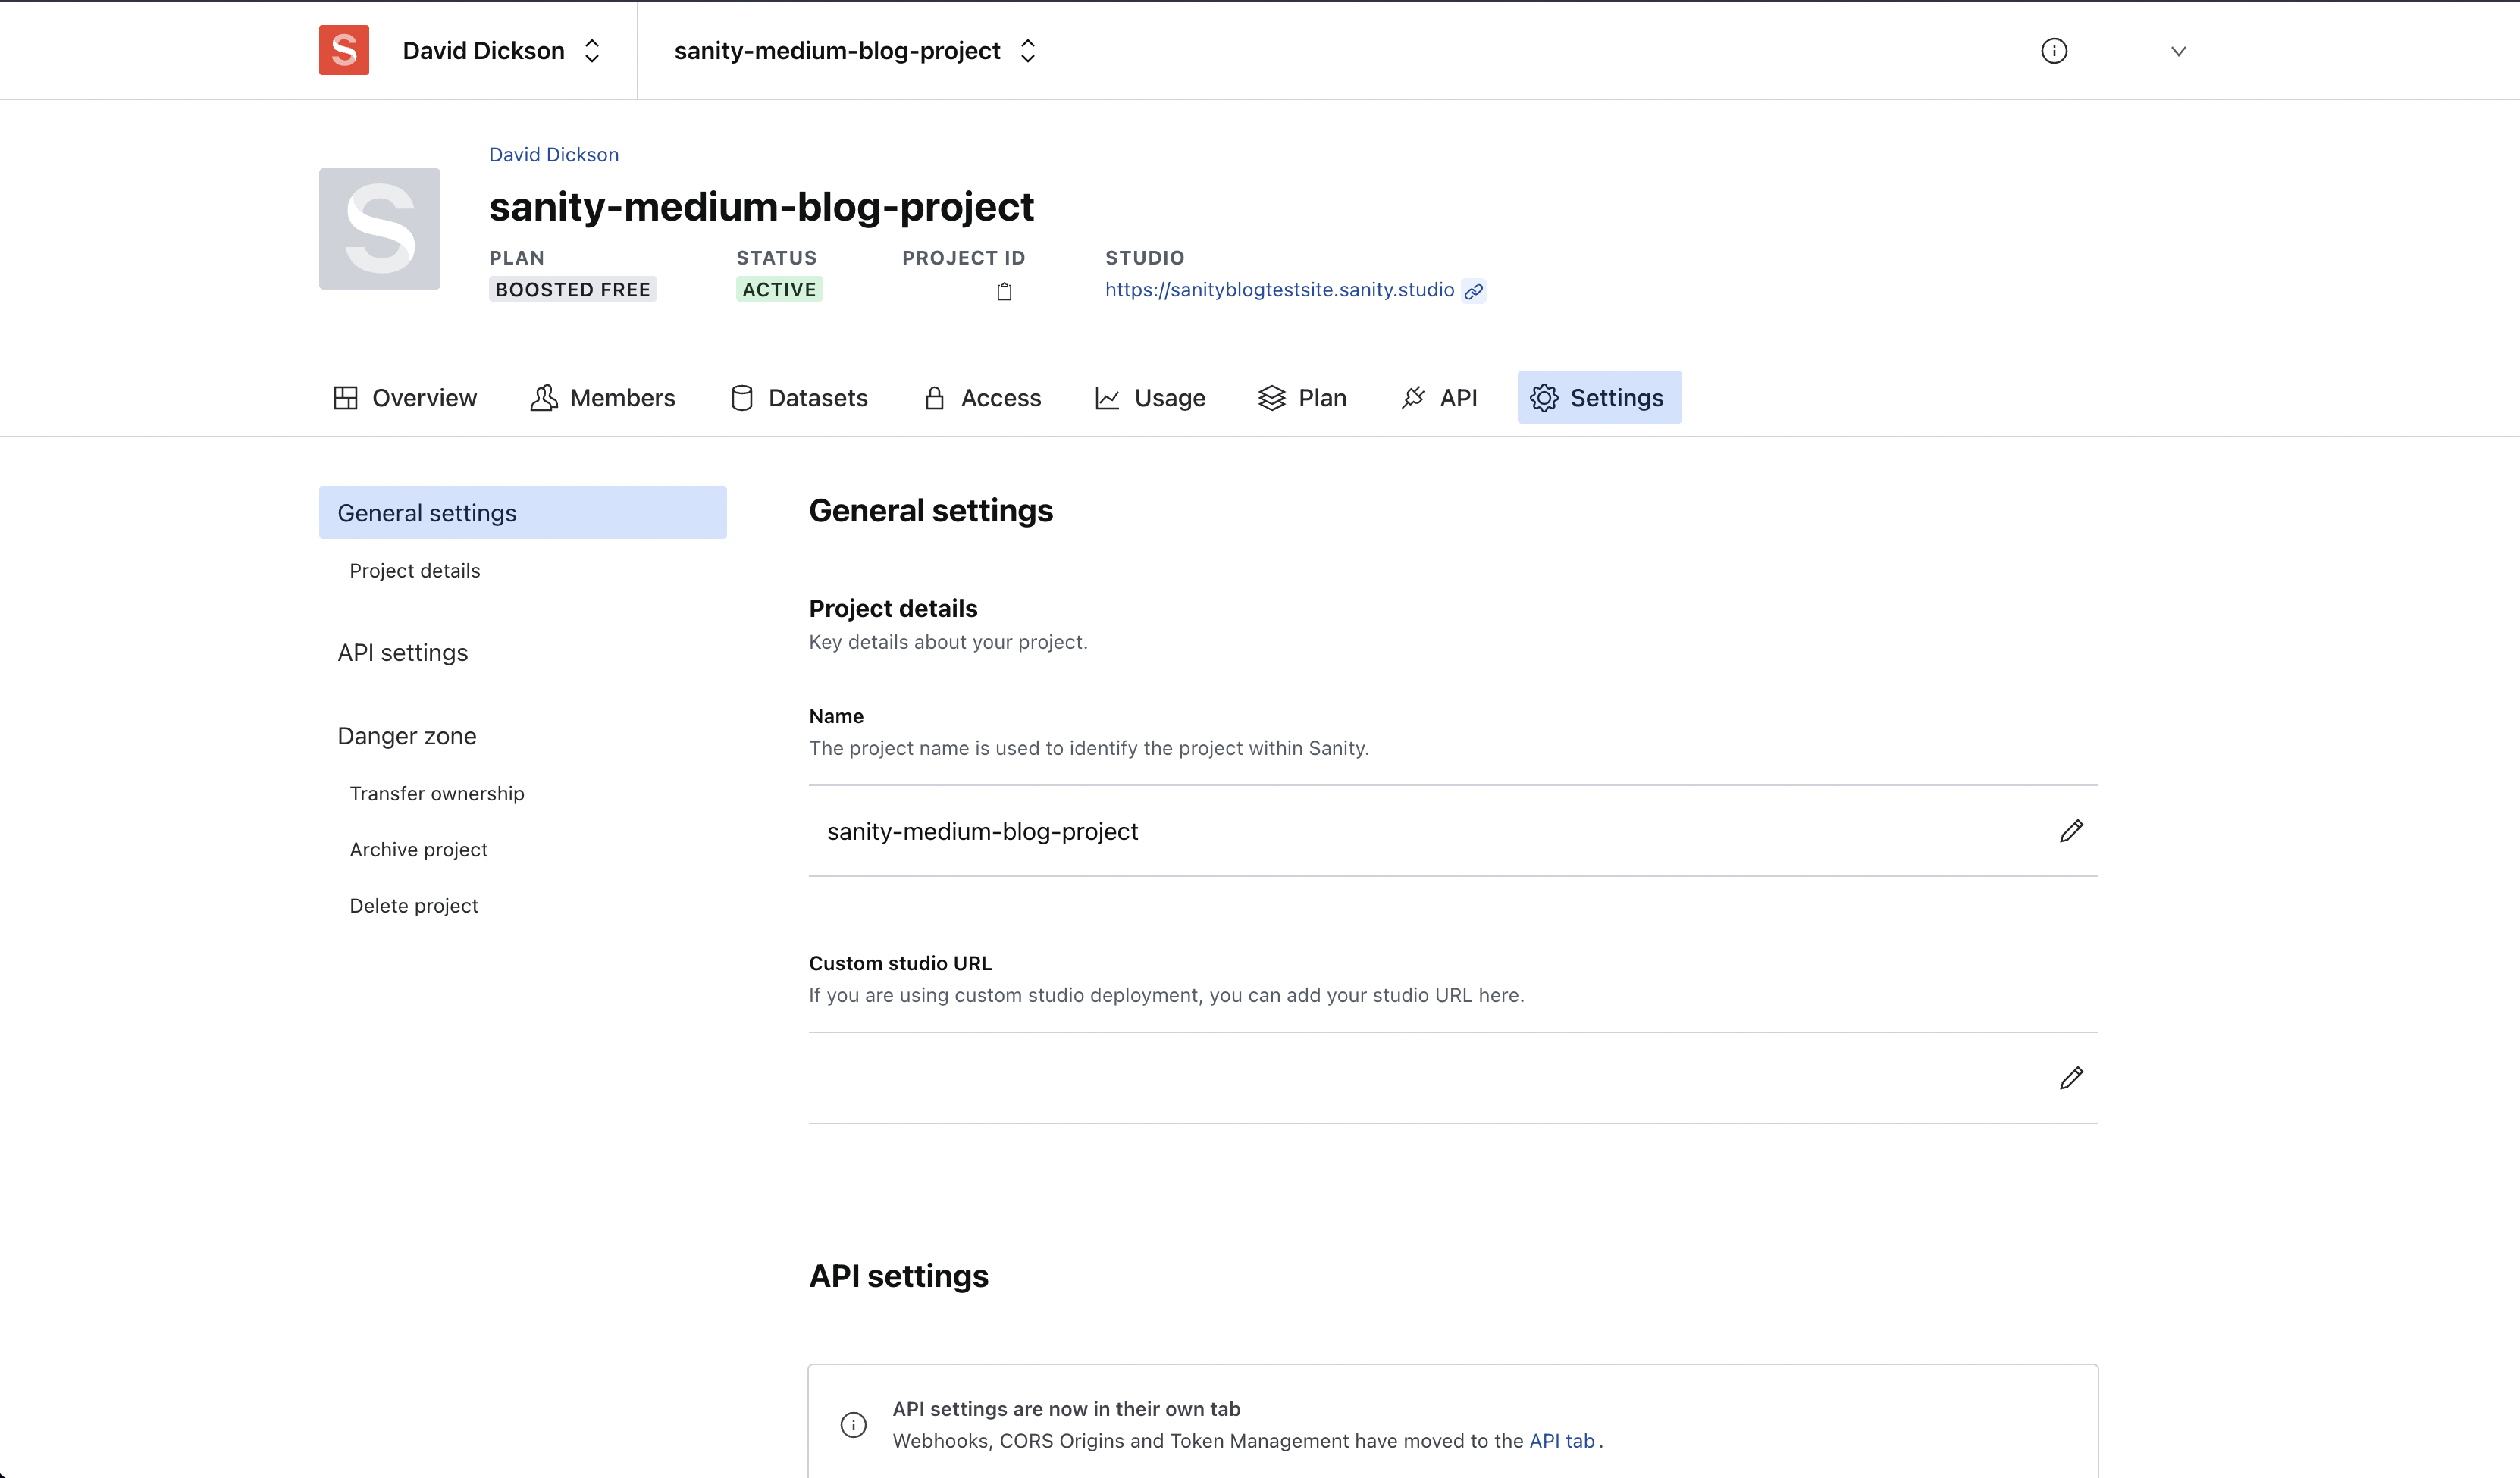 S David Dickson sanity-medium-blog-project
David Dickson
S
sanity-medium-blog-project
PLAN STATUS PROJECT ID STUDIO
BOOSTED FREE ACTIVE https://sanityblogtestsite.sanity.studio
Overview Members Datasets Access Usage Plan API Settings
General settings
Project details
API settings
Danger zone
Transfer ownership
Archive project
Delete project
General settings
Project details
Key details about your project.
Name
The project name is used to identify the project within Sanity.
sanity-medium-blog-project
Custom studio URL
If you are using custom studio deployment, you can add your studio URL here.
API settings
API settings are now in their own tab
Webhooks, CORS Origins and Token Management have moved to the API tab.